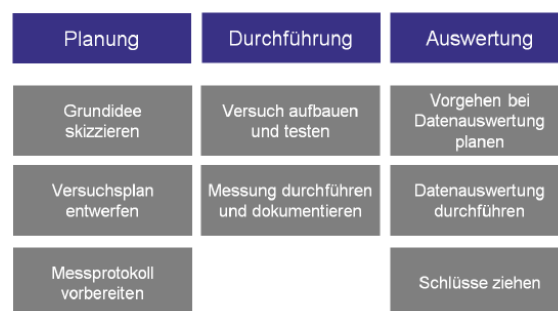 Planung
Durchführung
Auswertung
Grundidee
skizzieren
Versuch aufbauen
und testen
Vorgehen bei
Datenauswertung
planen
Versuchsplan
entwerfen
Messung durchführen
und dokumentieren
Datenauswertung
durchführen
Messprotokoll
vorbereiten
Schlüsse ziehen